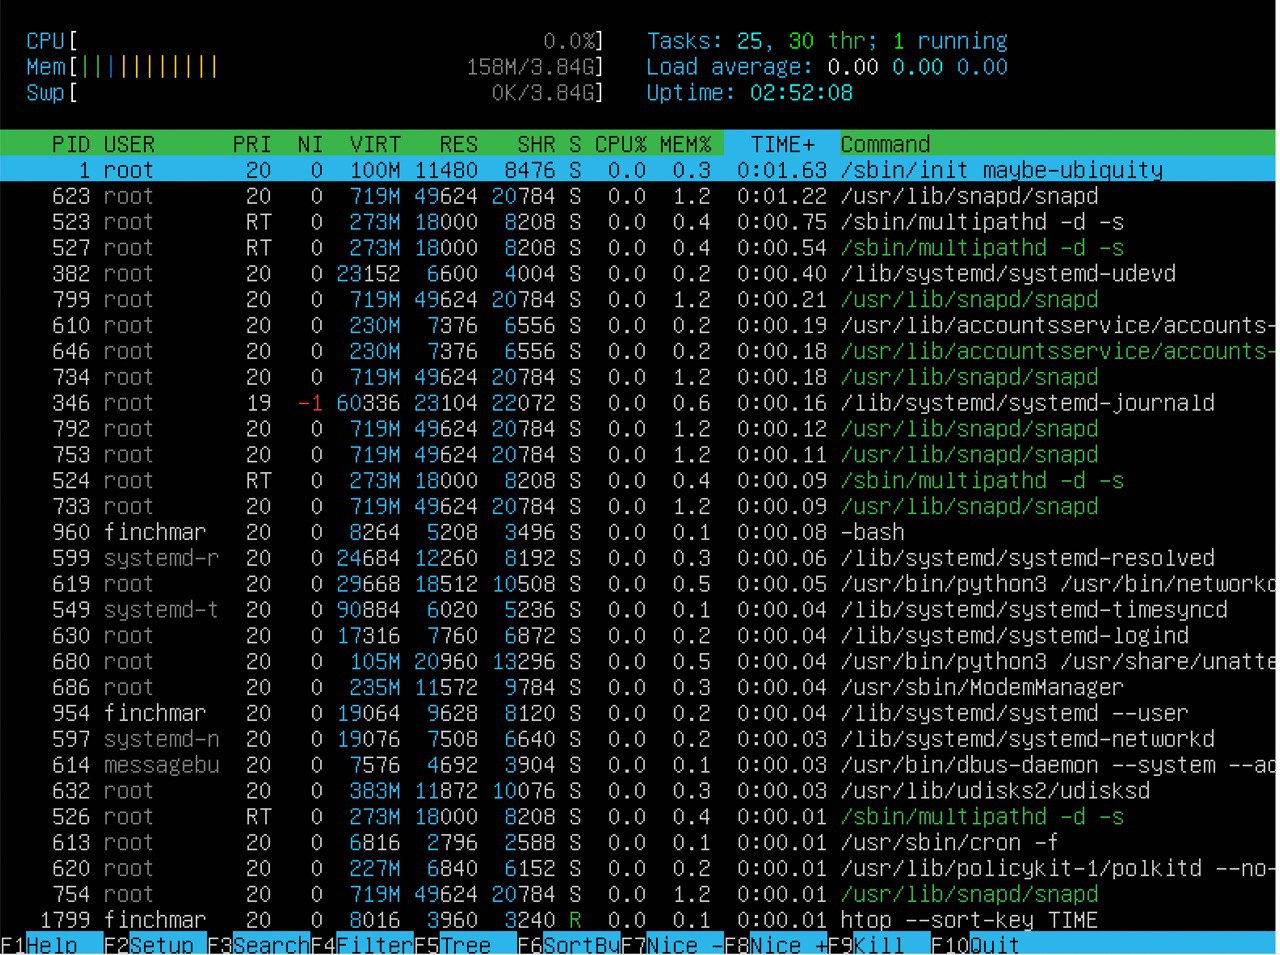 CPU[ 0.0%] Tasks: 25, 30 thr; 1 running
Mem[||||||||||| 158M/3.84G] Load average: 0.00 0.00 0.00
Swp[ 0K/3.84G] Uptime: 02:52:08
PID USER PRI NI VIRT RES SHR S CPU% MEM% TIME+ Command
1 root 20 0 100M 11480 8476 S 0.0 0.3 0:01.63 /sbin/init maybe-ubiquity
623 root 20 0 719M 49624 20784 S 0.0 1.2 0:01.22 /usr/lib/snapd/snapd
523 root RT 0 273M 18000 8208 S 0.0 0.4 0:00.75 /sbin/multipathd -d -s
527 root RT 0 273M 18000 8208 S 0.0 0.4 0:00.54 /sbin/multipathd -d -s
382 root 20 0 23152 6600 4004 S 0.0 0.2 0:00.40 /lib/systemd/systemd-udevd
799 root 20 0 719M 49624 20784 S 0.0 1.2 0:00.21 /usr/lib/snapd/snapd
610 root 20 0 230M 7376 6556 S 0.0 0.2 0:00.19 /usr/lib/accountsservice/accounts-
646 root 20 0 230M 7376 6556 S 0.0 0.2 0:00.18 /usr/lib/accountsservice/accounts-
734 root 20 0 719M 49624 20784 S 0.0 1.2 0:00.18 /usr/lib/snapd/snapd
346 root 19 -1 60336 23104 22072 S 0.0 0.6 0:00.16 /lib/systemd/systemd-journald
792 root 20 0 719M 49624 20784 S 0.0 1.2 0:00.12 /usr/lib/snapd/snapd
753 root 20 0 719M 49624 20784 S 0.0 1.2 0:00.11 /usr/lib/snapd/snapd
524 root RT 0 273M 18000 8208 S 0.0 0.4 0:00.09 /sbin/multipathd -d -s
733 root 20 0 719M 49624 20784 S 0.0 1.2 0:00.09 /usr/lib/snapd/snapd
960 finchmar 20 0 8264 5208 3496 S 0.0 0.1 0:00.08 -bash
599 systemd-r 20 0 24684 12260 8192 S 0.0 0.3 0:00.06 /lib/systemd/systemd-resolved
619 root 20 0 29668 18512 10508 S 0.0 0.5 0:00.05 /usr/bin/python3 /usr/bin/networkd
549 systemd-t 20 0 90884 6020 5236 S 0.0 0.1 0:00.04 /lib/systemd/systemd-timesyncd
630 root 20 0 17316 7760 6872 S 0.0 0.2 0:00.04 /lib/systemd/systemd-logind
680 root 20 0 105M 20960 13296 S 0.0 0.5 0:00.04 /usr/bin/python3 /usr/share/unatte
686 root 20 0 235M 11572 9784 S 0.0 0.3 0:00.04 /usr/sbin/ModemManager
954 finchmar 20 0 19064 9628 8120 S 0.0 0.2 0:00.04 /lib/systemd/systemd --user
597 systemd-n 20 0 19076 7508 6640 S 0.0 0.2 0:00.03 /lib/systemd/systemd-networkd
614 messagebu 20 0 7576 4692 3904 S 0.0 0.1 0:00.03 /usr/bin/dbus-daemon --system --ad
632 root 20 0 383M 11872 10076 S 0.0 0.3 0:00.03 /usr/lib/udisks2/udisksd
526 root RT 0 273M 18000 8208 S 0.0 0.4 0:00.01 /sbin/multipathd -d -s
613 root 20 0 6816 2796 2588 S 0.0 0.1 0:00.01 /usr/sbin/cron -f
620 root 20 0 227M 6840 6152 S 0.0 0.2 0:00.01 /usr/lib/policykit-1/polkitd --no-
754 root 20 0 719M 49624 20784 S 0.0 1.2 0:00.01 /usr/lib/snapd/snapd
1799 finchmar 20 0 8016 3960 3240 R 0.0 0.1 0:00.01 htop --sort-key TIME
F1Help F2Setup F3SearchF4FilterF5Tree F6SortByF7Nice -F8Nice +F9Kill F10Quit